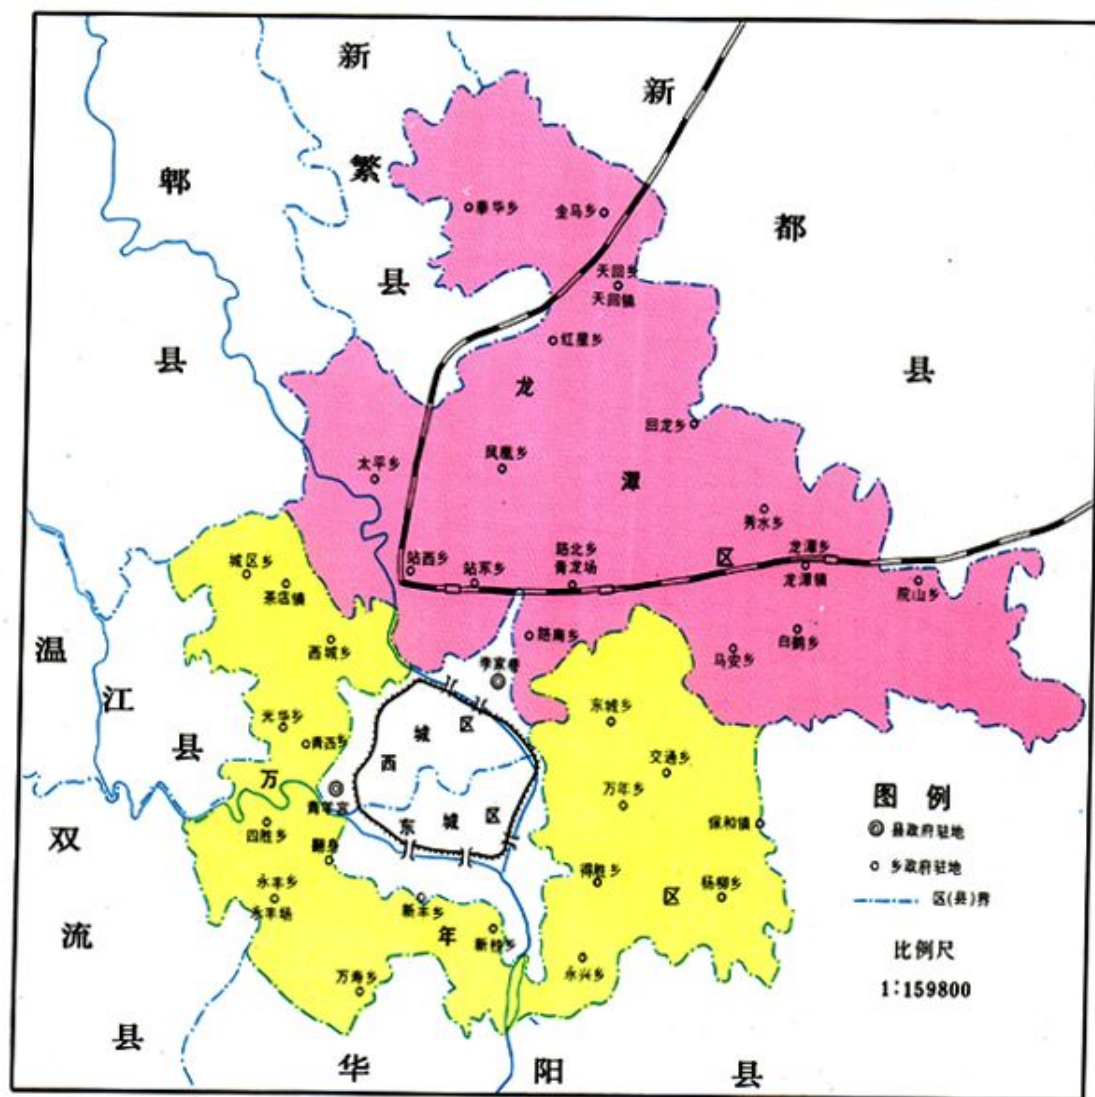 新
繁
县
新
都
县
郫
县
泰华乡
金马乡
天回乡
天回镇
红星乡
龙
潭
区
回龙乡
凤凰乡
太平乡
秀水乡
站西乡
站东乡
路北乡
青龙场
龙潭乡
龙潭镇
院山乡
白鹤乡
马安乡
路南乡
李家巷
城区乡
茶店镇
西城乡
光华乡
青西乡
万
年
区
青羊宫
四胜乡
翻身
永丰乡
永丰场
新丰乡
新桂乡
万寿乡
西
城
区
东
城
区
东城乡
交通乡
万年乡
保和镇
得胜乡
杨柳乡
永兴乡
温
江
县
双
流
县
华
阳
县
图 例
县政府驻地
乡政府驻地
区(县)界
比例尺
1:159800